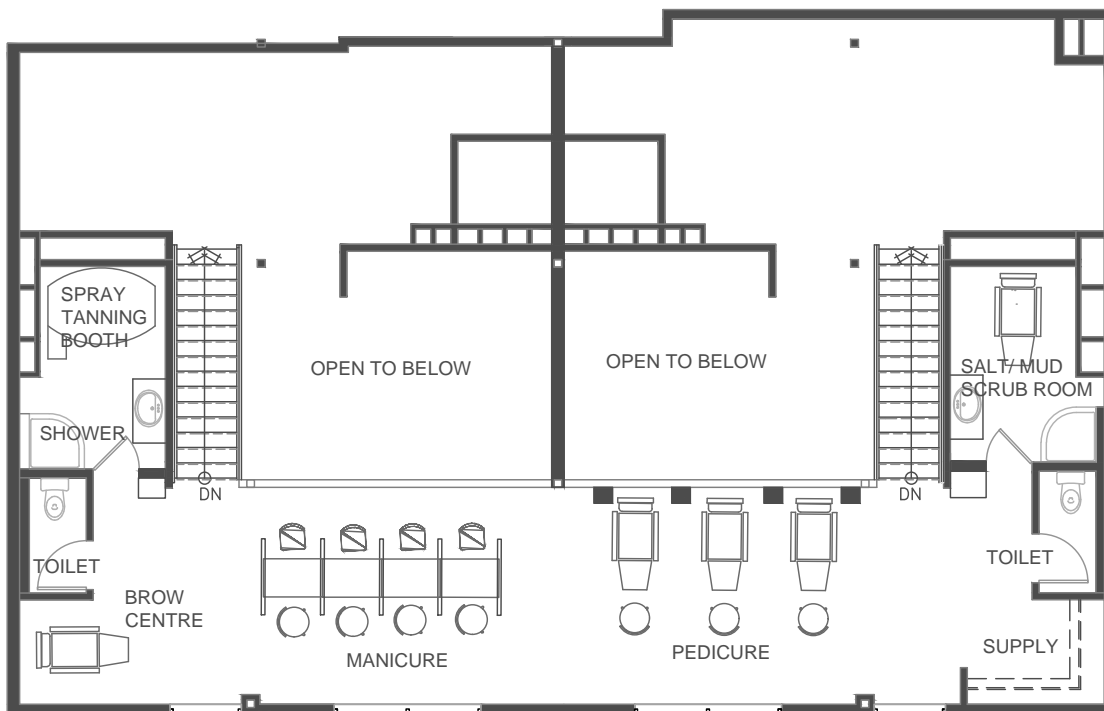 SPRAY
TANNING
BOOTH
OPEN TO BELOW
OPEN TO BELOW
SALT/ MUD
SCRUB ROOM
SHOWER
DN
DN
TOILET
TOILET
BROW
CENTRE
MANICURE
PEDICURE
SUPPLY